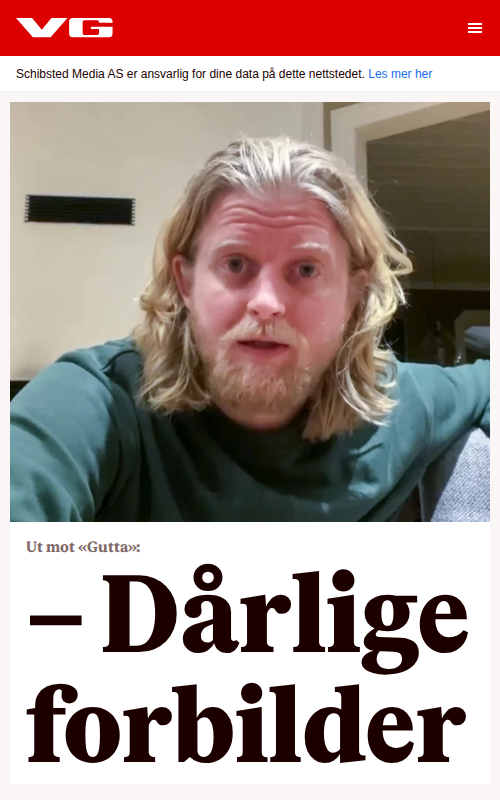 VG
Schibsted Media AS er ansvarlig for dine data på dette nettstedet. Les mer her
Ut mot «Gutta»:
– Dårlige
forbilder